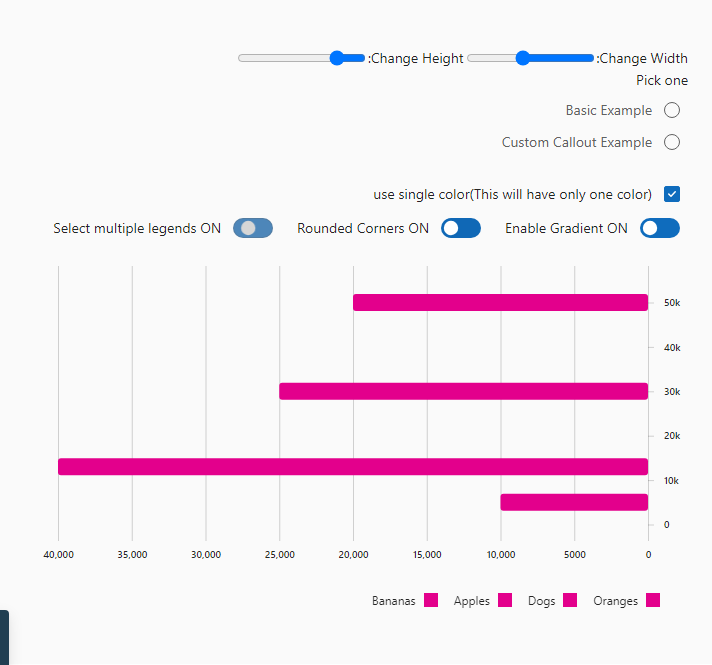 :Change Height :Change Width
Pick one
Basic Example
Custom Callout Example
use single color(This will have only one color)
Select multiple legends ON Rounded Corners ON Enable Gradient ON
50k
40k
30k
20k
10k
0
40,000 35,000 30,000 25,000 20,000 15,000 10,000 5000 0
Bananas Apples Dogs Oranges